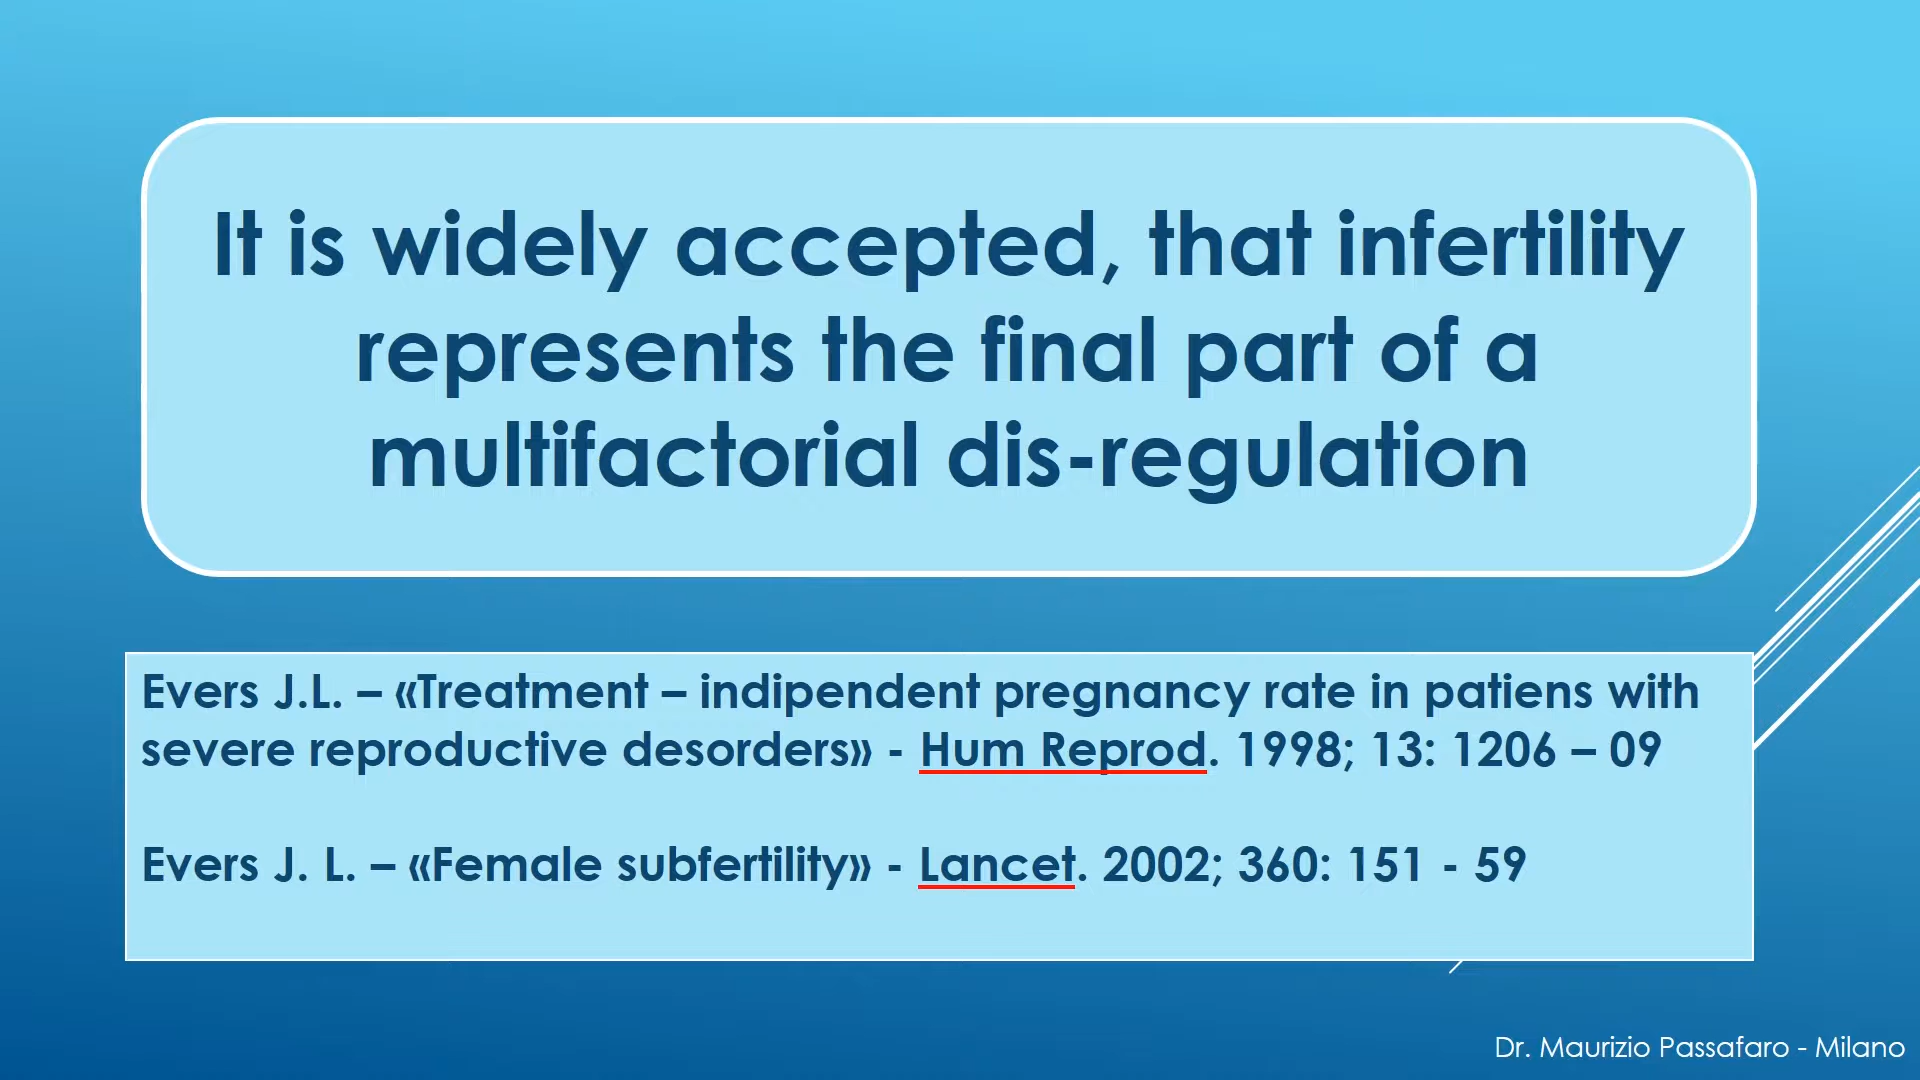 It is widely accepted, that infertility
represents the final part of a
multifactorial dis-regulation
Evers J.L. – «Treatment – indipendent pregnancy rate in patiens with
severe reproductive desorders» - Hum Reprod. 1998; 13: 1206 – 09
Evers J. L. – «Female subfertility» - Lancet. 2002; 360: 151 - 59
Dr. Maurizio Passafaro - Milano